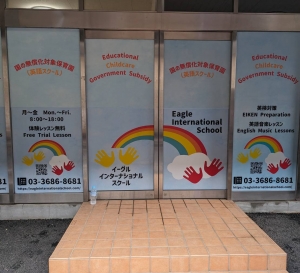 国の無償化対象保育園
(英語スクール)
月～金 Mon.～Fri.
8:00～18:00
体験レッスン無料
Free Trial Lesson
03-3686-8681
Educational
Childcare
Government Subsidy
イーグル
インターナショナル
スクール
国の無償化対象保育園
(英語スクール)
Eagle
International
School
Educational
Childcare
Government Subsidy
英検対策
EIKEN Preparation
英語音楽レッスン
English Music Lessons
03-3686-8681